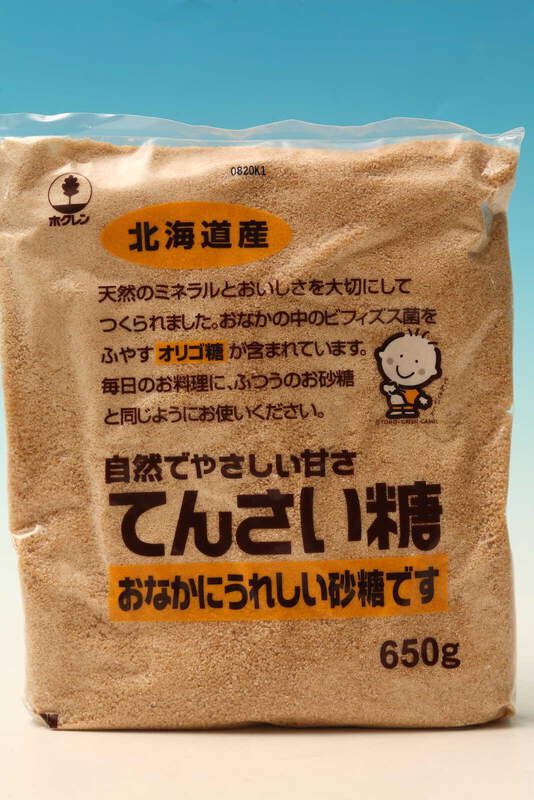 0820K1
ホクレン
北海道産
天然のミネラルとおいしさを大切にして
つくられました。おなかの中のビフィズス菌を
ふやす オリゴ糖 が含まれています。
毎日のお料理に、ふつうのお砂糖
と同じようにお使いください。
自然でやさしい甘さ
てんさい糖
おなかにうれしい砂糖です
650g